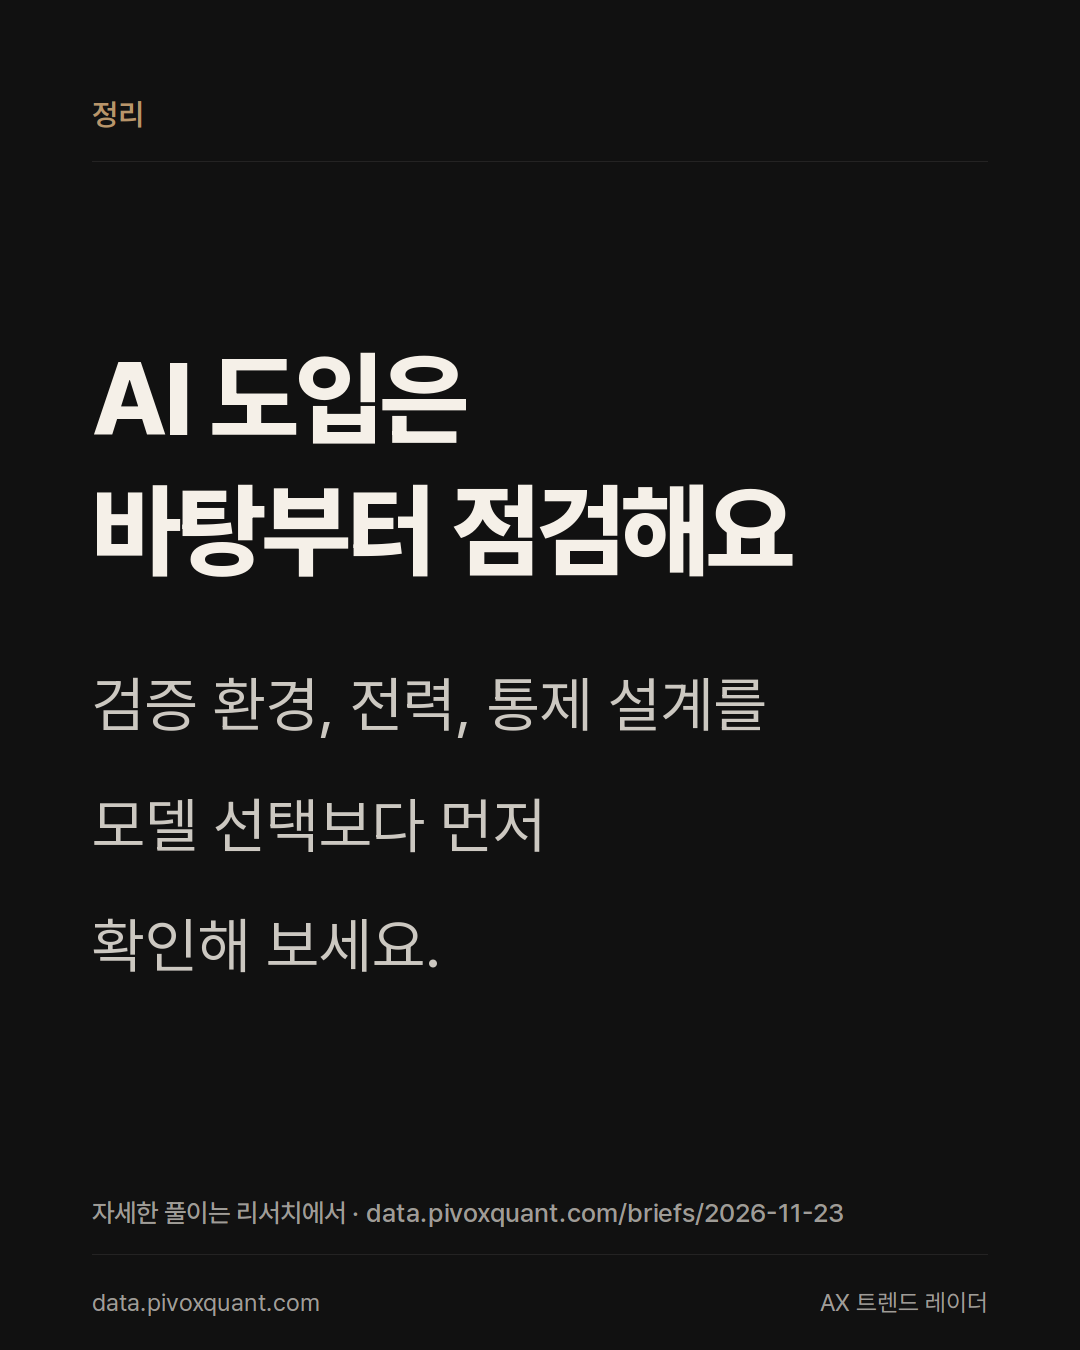 정리
AI 도입은
바탕부터 점검해요
검증 환경, 전력, 통제 설계를
모델 선택보다 먼저
확인해 보세요.
자세한 풀이는 리서치에서 · data.pivoxquant.com/briefs/2026-11-23
data.pivoxquant.com
AX 트렌드 레이더